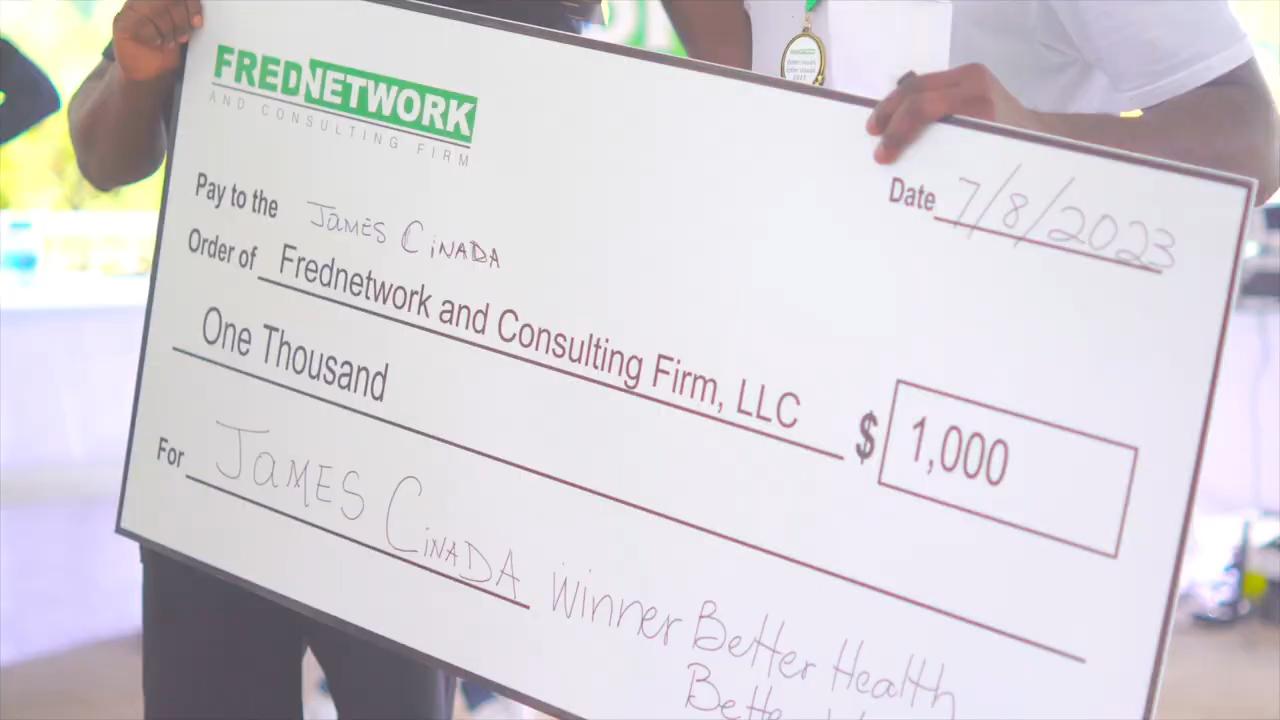 FREDNETWORK
AND CONSULTING FIRM
Date 7/8/2023
Pay to the James Cinada
Order of Frednetwork and Consulting Firm, LLC
$ 1,000
One Thousand
For James Cinada Winner Better Health
Better